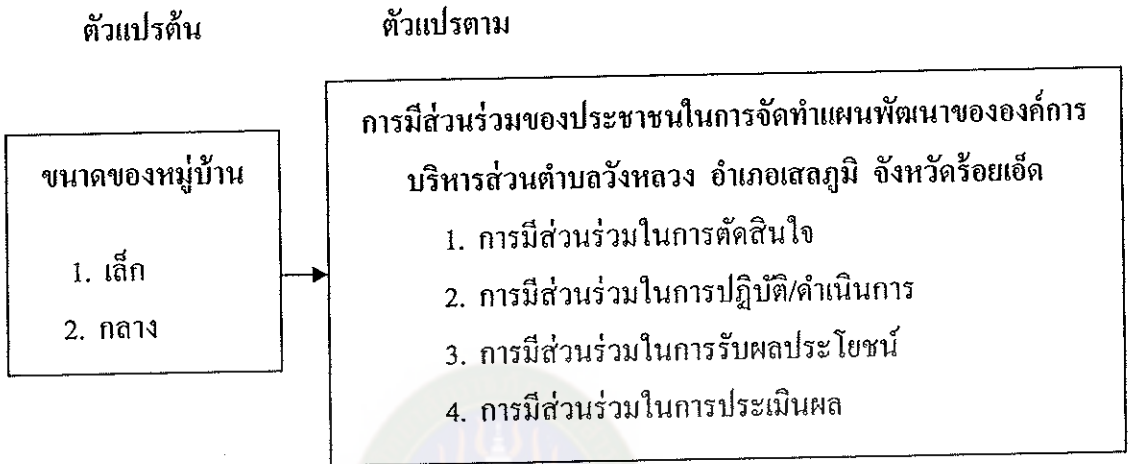 ตัวแปรต้น
ตัวแปรตาม
ขนาดของหมู่บ้าน
1. เล็ก
2. กลาง
การมีส่วนร่วมของประชาชนในการจัดทำแผนพัฒนาขององค์การ
บริหารส่วนตำบลวังหลวง อำเภอเสลภูมิ จังหวัดร้อยเอ็ด
1. การมีส่วนร่วมในการตัดสินใจ
2. การมีส่วนร่วมในการปฏิบัติ/ดำเนินการ
3. การมีส่วนร่วมในการรับผลประโยชน์
4. การมีส่วนร่วมในการประเมินผล